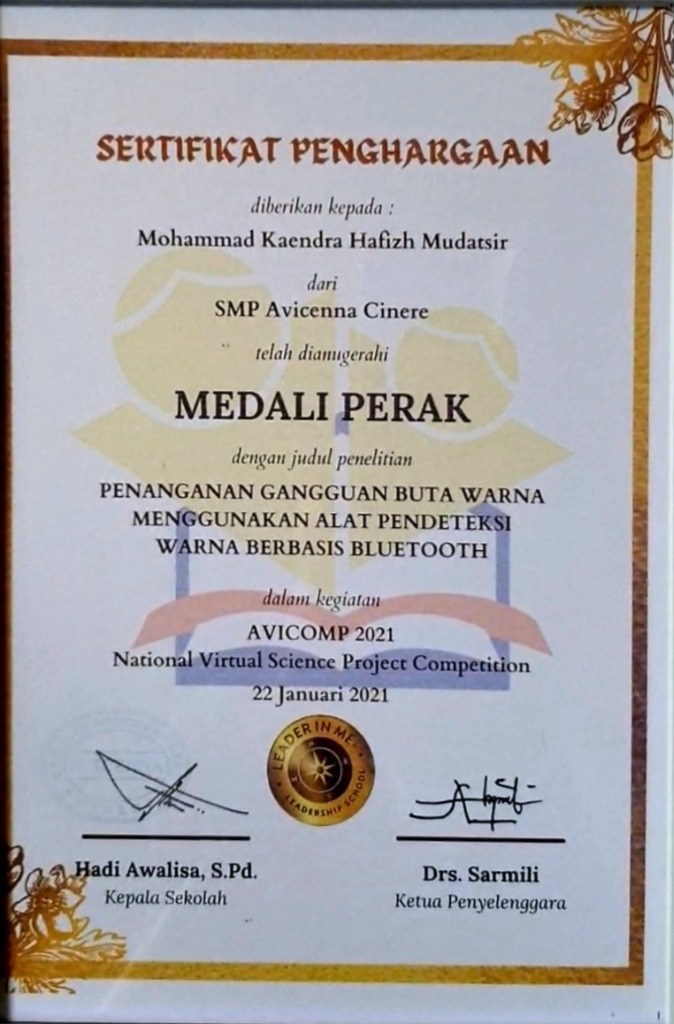 SERTIFIKAT PENGHARGAAN
diberikan kepada :
Mohammad Kaendra Hafizh Mudatsir
dari
SMP Avicenna Cinere
telah dianugerahi
MEDALI PERAK
dengan judul penelitian
PENANGANAN GANGGUAN BUTA WARNA
MENGGUNAKAN ALAT PENDETEKSI
WARNA BERBASIS BLUETOOTH
dalam kegiatan
AVICOMP 2021
National Virtual Science Project Competition
22 Januari 2021
LEADER IN ME
LEADERSHIP SCHOOL
Hadi Awalisa, S.Pd.
Kepala Sekolah
Drs. Sarmili
Ketua Penyelenggara